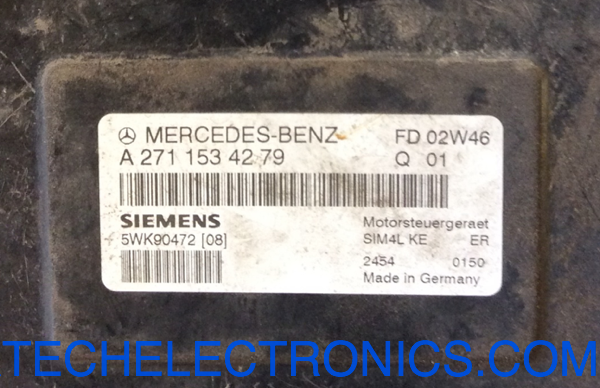 MERCEDES-BENZ FD 02W46
A 271 153 42 79 Q 01
SIEMENS Motorsteuergeraet
5WK90472 [08] SIM4L KE ER
2454 0150
Made in Germany
TECHELECTRONICS.COM